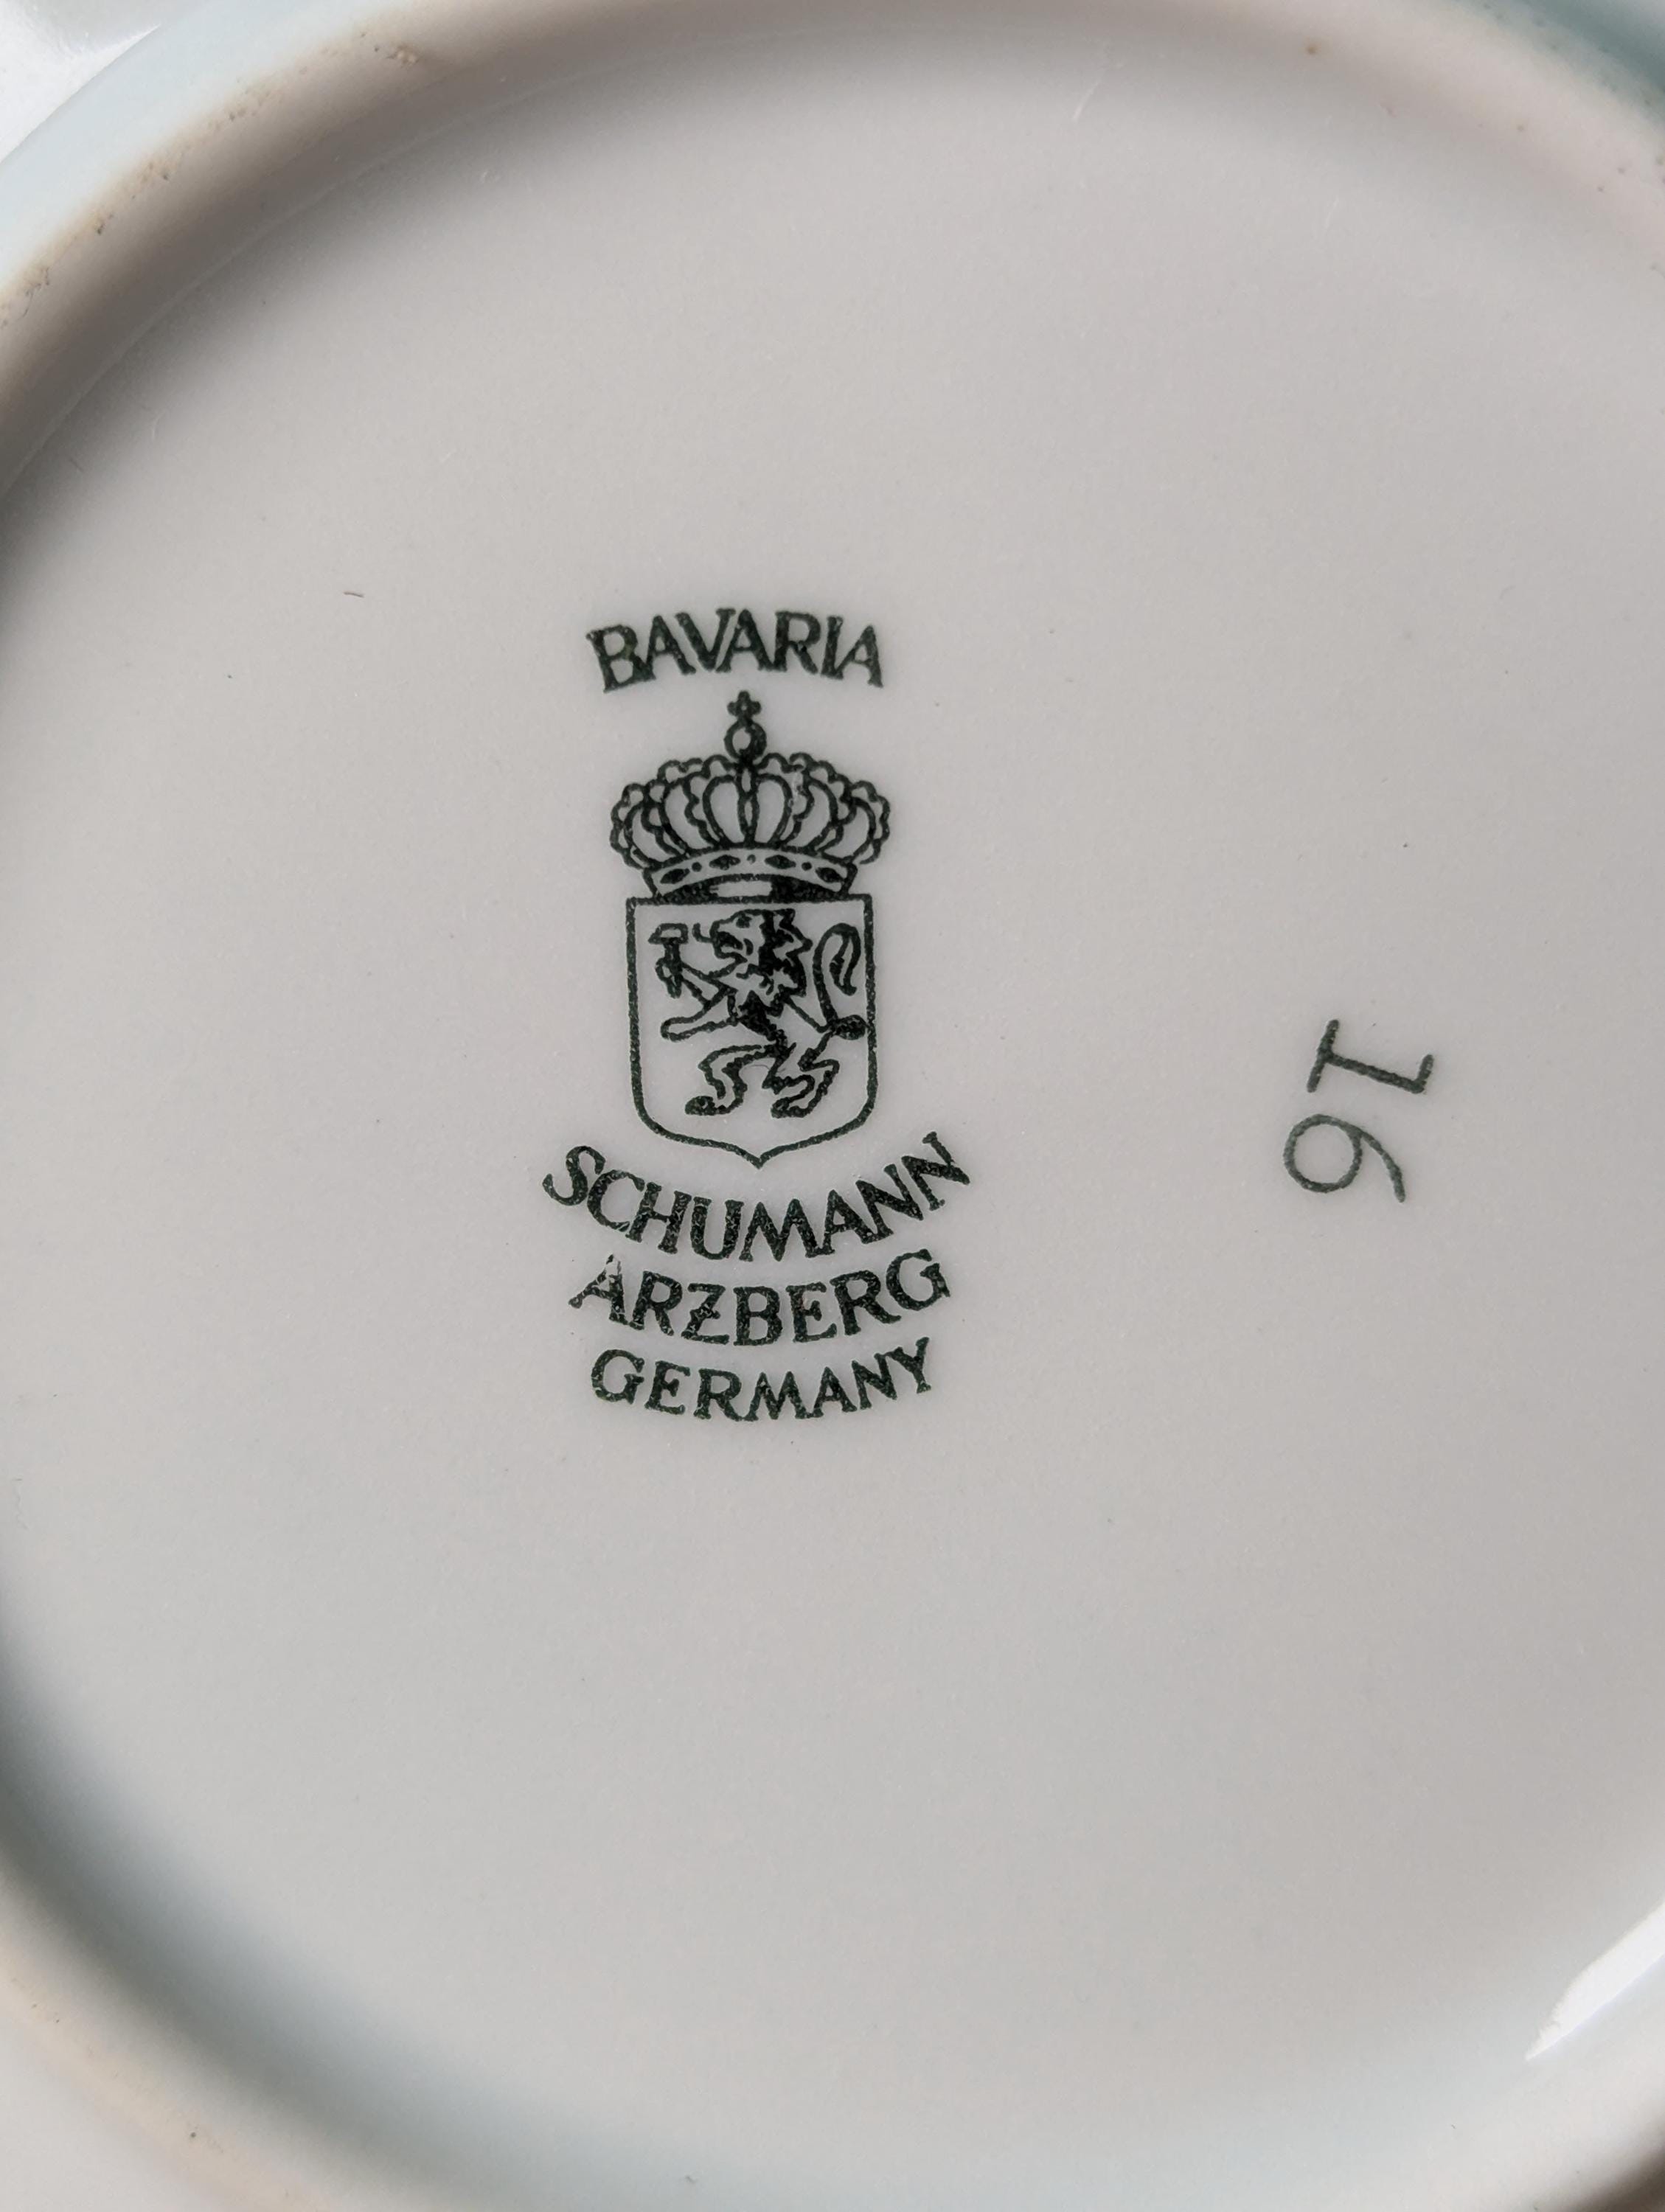 BAVARIA
SCHUMANN
ARZBERG
GERMANY
16